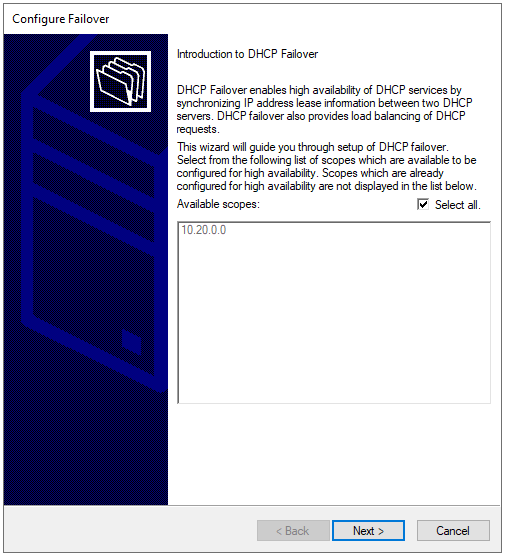 Configure Failover
Introduction to DHCP Failover
DHCP Failover enables high availability of DHCP services by
synchronizing IP address lease information between two DHCP
servers. DHCP failover also provides load balancing of DHCP
requests.
This wizard will guide you through setup of DHCP failover.
Select from the following list of scopes which are available to be
configured for high availability. Scopes which are already
configured for high availability are not displayed in the list below.
Available scopes: Select all.
10.20.0.0
< Back Next > Cancel